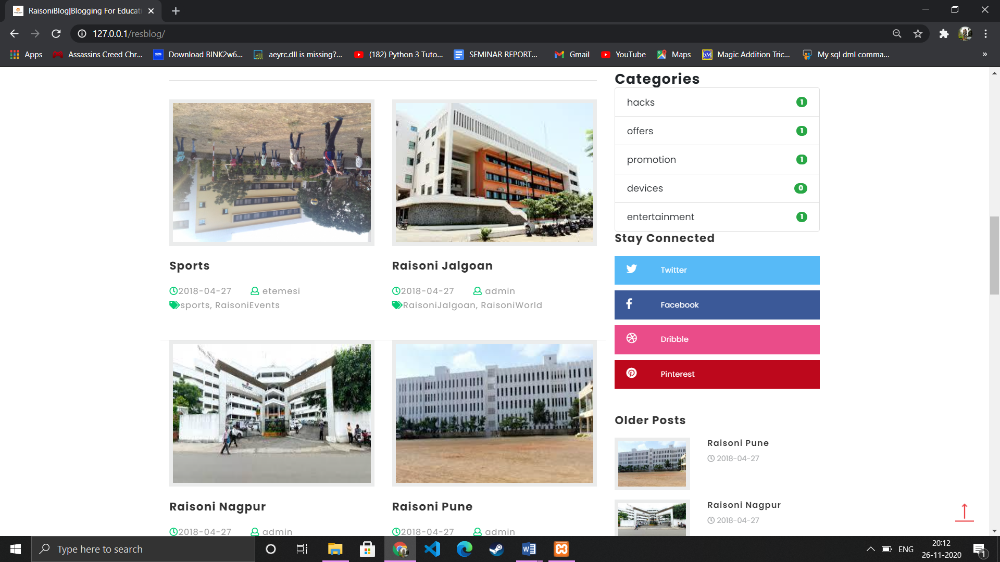 RaisoniBlog|Blogging For Educati
127.0.0.1/resblog/
Apps
Assassins Creed Chr...
Download BINK2w6...
aeyrc.dll is missing?...
(182) Python 3 Tuto...
SEMINAR REPORT...
Gmail
YouTube
Maps
Magic Addition Tric...
My sql dml comma...
»
Sports
2018-04-27 etemesi
sports, RaisoniEvents
Raisoni Jalgoan
2018-04-27 admin
RaisoniJalgoan, RaisoniWorld
Raisoni Nagpur
2018-04-27 admin
Raisoni Pune
2018-04-27 admin
Categories
hacks 1
offers 1
promotion 1
devices 0
entertainment 1
Stay Connected
Twitter
Facebook
Dribble
Pinterest
Older Posts
Raisoni Pune
2018-04-27
Raisoni Nagpur
2018-04-27
Type here to search
ENG
20:12
26-11-2020
1